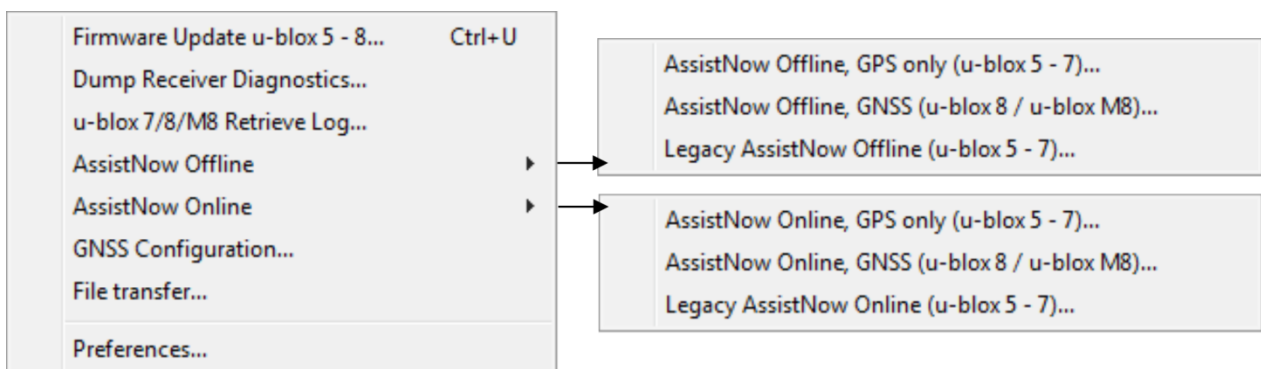 Firmware Update u-blox 5 - 8... Ctrl+U
Dump Receiver Diagnostics...
u-blox 7/8/M8 Retrieve Log...
AssistNow Offline
AssistNow Online
GNSS Configuration...
File transfer...
Preferences...
AssistNow Offline, GPS only (u-blox 5 - 7)...
AssistNow Offline, GNSS (u-blox 8 / u-blox M8)...
Legacy AssistNow Offline (u-blox 5 - 7)...
AssistNow Online, GPS only (u-blox 5 - 7)...
AssistNow Online, GNSS (u-blox 8 / u-blox M8)...
Legacy AssistNow Online (u-blox 5 - 7)...